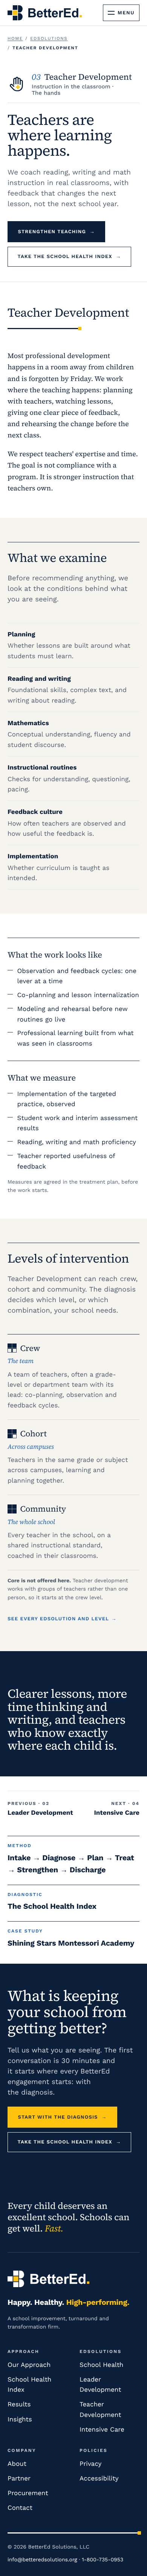 BetterEd.
MENU
HOME / EDSOLUTIONS
/ TEACHER DEVELOPMENT
03 Teacher Development
Instruction in the classroom ·
The hands
Teachers are
where learning
happens.
We coach reading, writing and math
instruction in real classrooms, with
feedback that changes the next
lesson, not the next school year.
STRENGTHEN TEACHING →
TAKE THE SCHOOL HEALTH INDEX →
Teacher Development
Most professional development
happens in a room away from children
and is forgotten by Friday. We work
where the teaching happens: planning
with teachers, watching lessons,
giving one clear piece of feedback,
and rehearsing the change before the
next class.
We respect teachers' expertise and time.
The goal is not compliance with a
program. It is stronger instruction that
teachers own.
What we examine
Before recommending anything, we
look at the conditions behind what
you are seeing.
Planning
Whether lessons are built around what
students must learn.
Reading and writing
Foundational skills, complex text, and
writing about reading.
Mathematics
Conceptual understanding, fluency and
student discourse.
Instructional routines
Checks for understanding, questioning,
pacing.
Feedback culture
How often teachers are observed and
how useful the feedback is.
Implementation
Whether curriculum is taught as
intended.
What the work looks like
— Observation and feedback cycles: one
lever at a time
— Co-planning and lesson internalization
— Modeling and rehearsal before new
routines go live
— Professional learning built from what
was seen in classrooms
What we measure
— Implementation of the targeted
practice, observed
— Student work and interim assessment
results
— Reading, writing and math proficiency
— Teacher reported usefulness of
feedback
Measures are agreed in the treatment plan, before
the work starts.
Levels of intervention
Teacher Development can reach crew,
cohort and community. The diagnosis
decides which level, or which
combination, your school needs.
Crew
The team
A team of teachers, often a grade-
level or department team with its
lead: co-planning, observation and
feedback cycles.
Cohort
Across campuses
Teachers in the same grade or subject
across campuses, learning and
planning together.
Community
The whole school
Every teacher in the school, on a
shared instructional standard,
coached in their classrooms.
Core is not offered here. Teacher development
works with groups of teachers rather than one
person, so it starts at the crew level.
SEE EVERY EDSOLUTION AND LEVEL →
Clearer lessons, more
time thinking and
writing, and teachers
who know exactly
where each child is.
PREVIOUS · 02
Leader Development
NEXT · 04
Intensive Care
METHOD
Intake → Diagnose → Plan → Treat
→ Strengthen → Discharge
DIAGNOSTIC
The School Health Index
CASE STUDY
Shining Stars Montessori Academy
What is keeping
your school from
getting better?
Tell us what you are seeing. The first
conversation is 30 minutes and
it starts where every BetterEd
engagement starts: with
the diagnosis.
START WITH THE DIAGNOSIS →
TAKE THE SCHOOL HEALTH INDEX →
Every child deserves an
excellent school. Schools can
get well. Fast.
BetterEd.
Happy. Healthy. High-performing.
A school improvement, turnaround and
transformation firm.
APPROACH
Our Approach
School Health
Index
Results
Insights
EDSOLUTIONS
School Health
Leader
Development
Teacher
Development
Intensive Care
COMPANY
About
Partner
Procurement
Contact
POLICIES
Privacy
Accessibility
© 2026 BetterEd Solutions, LLC
info@betteredsolutions.org · 1-800-735-0953